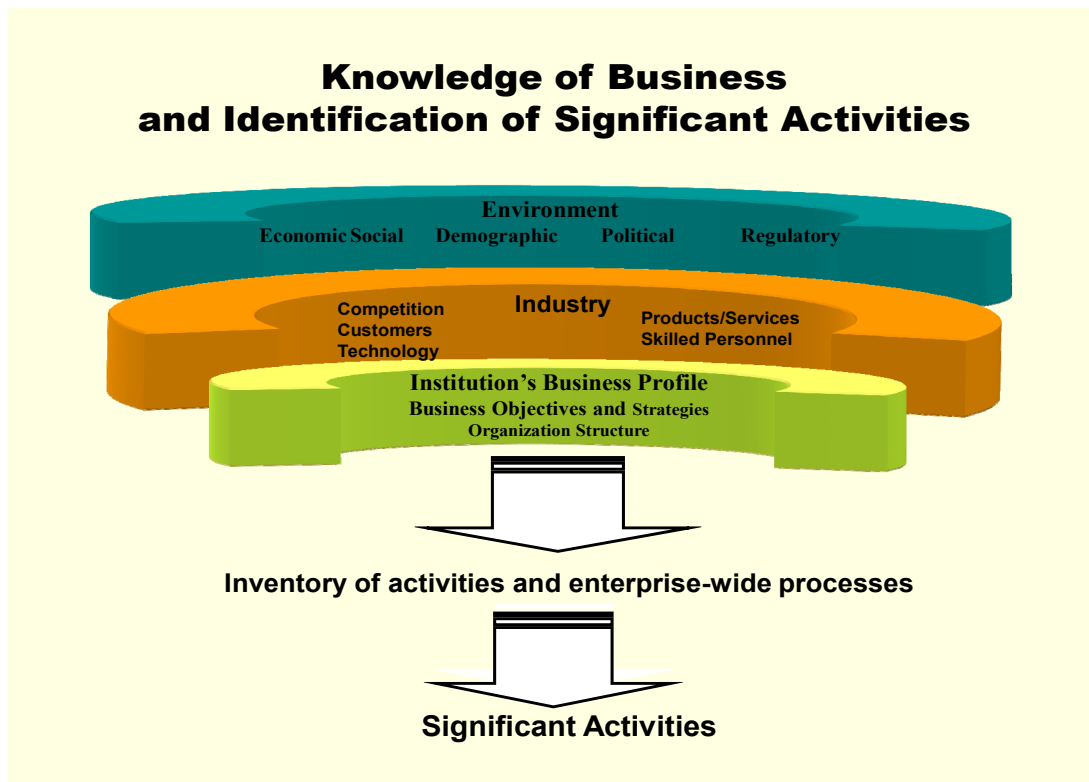 Knowledge of Business
and Identification of Significant Activities
Environment
Economic Social Demographic Political Regulatory
Industry
Competition
Customers
Technology
Products/Services
Skilled Personnel
Institution’s Business Profile
Business Objectives and Strategies
Organization Structure
Inventory of activities and enterprise-wide processes
Significant Activities